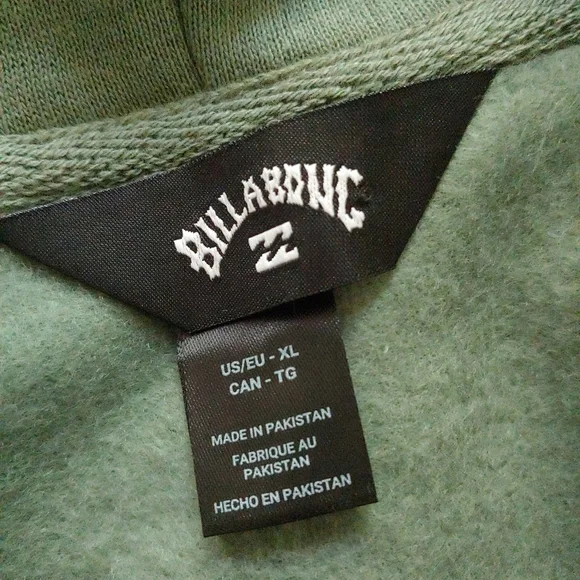 BILLABONG
US/EU - XL
CAN - TG
MADE IN PAKISTAN
FABRIQUE AU
PAKISTAN
HECHO EN PAKISTAN